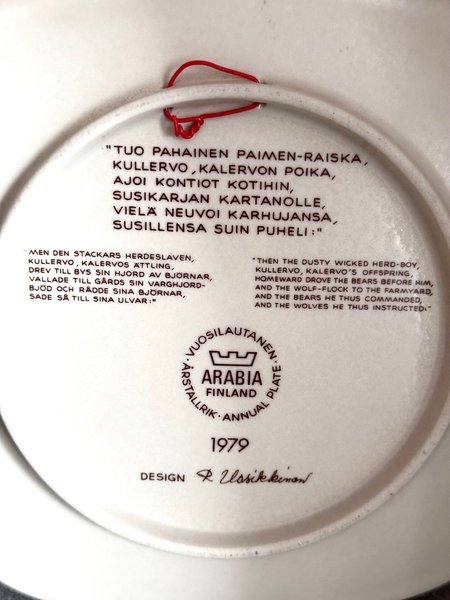 "TUO PAHAINEN PAIMEN-RAISKA,
KULLERVO, KALERVON POIKA,
AJOI KONTIOT KOTIHIN,
SUSIKARJAN KARTANOLLE,
VIELÄ NEUVOI KARHUJANSA,
SUSILLENSA SUIN PUHELI:"
"MEN DEN STACKARS HERDESLAVEN,
KULLERVO, KALERVOS ÄTTLING,
DREV TILL BYS SIN HJORD AV BJÖRNAR,
VALLADE TILL GÅRDS SIN VARGHJORD-
BJÖD OCH RÅDDE SINA BJÖRNAR,
SADE SÅ TILL SINA ULVAR:"
"THEN THE DUSTY WICKED HERD-BOY,
KULLERVO, KALERVO'S OFFSPRING,
HOMEWARD DROVE THE BEARS BEFORE HIM,
AND THE WOLF-FLOCK TO THE FARMYARD,
AND THE BEARS HE THUS COMMANDED,
AND THE WOLVES HE THUS INSTRUCTED:"
·VUOSILAUTANEN·
ARABIA
FINLAND
ÅRSTALLRIK·ANNUAL PLATE
1979
DESIGN R. Uosikkinen